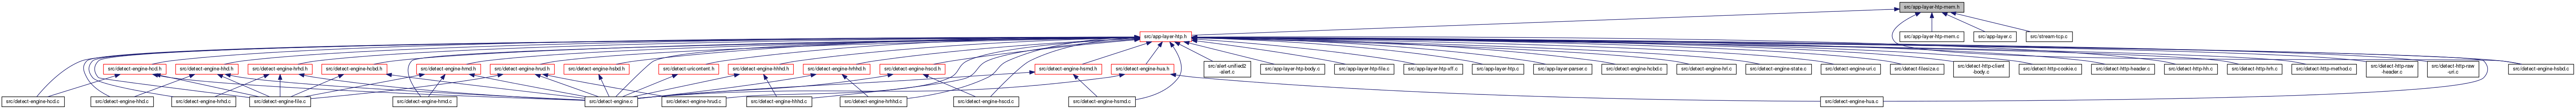 src/app-layer-htp-mem.h
src/app-layer-htp.h
src/app-layer-htp-mem.c
src/app-layer.c
src/stream-tcp.c
src/detect-engine-hcd.h
src/detect-engine-hhd.h
src/detect-engine-hrhd.h
src/detect-engine-hcbd.h
src/detect-engine-hmd.h
src/detect-engine-hrud.h
src/detect-engine-hsbd.h
src/detect-uricontent.h
src/detect-engine-hhhd.h
src/detect-engine-hrhhd.h
src/detect-engine-hscd.h
src/detect-engine-hsmd.h
src/detect-engine-hua.h
src/alert-unified2
-alert.c
src/app-layer-htp-body.c
src/app-layer-htp-file.c
src/app-layer-htp-xff.c
src/app-layer-htp.c
src/app-layer-parser.c
src/detect-engine-hcbd.c
src/detect-engine-hrl.c
src/detect-engine-state.c
src/detect-engine-uri.c
src/detect-filesize.c
src/detect-http-client
-body.c
src/detect-http-cookie.c
src/detect-http-header.c
src/detect-http-hh.c
src/detect-http-hrh.c
src/detect-http-method.c
src/detect-http-raw
-header.c
src/detect-http-raw
-uri.c
src/detect-engine-hsbd.c
src/detect-engine-hcd.c
src/detect-engine-hhd.c
src/detect-engine-hrhd.c
src/detect-engine-file.c
src/detect-engine-hmd.c
src/detect-engine.c
src/detect-engine-hrud.c
src/detect-engine-hhhd.c
src/detect-engine-hrhhd.c
src/detect-engine-hscd.c
src/detect-engine-hsmd.c
src/detect-engine-hua.c